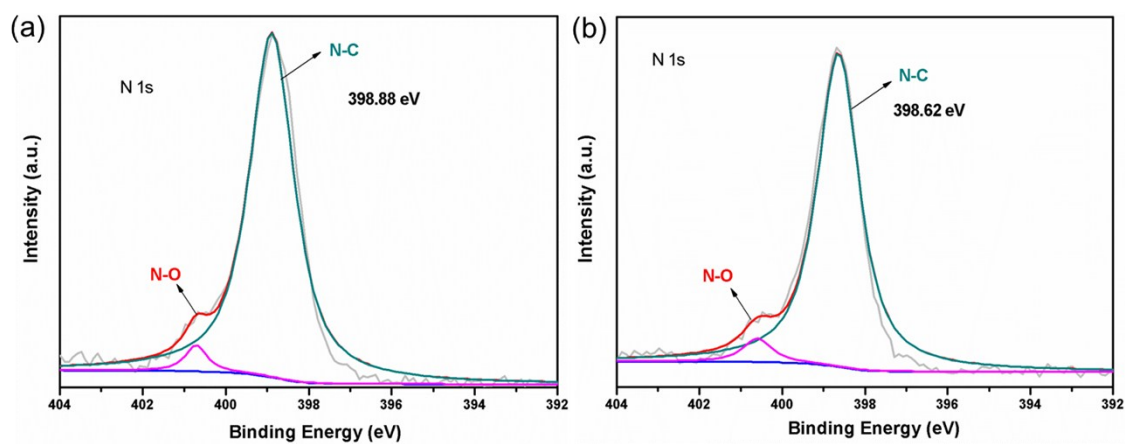 (a)
N 1s
N-C
398.88 eV
N-O
Intensity (a.u.)
404 402 400 398 396 394 392
Binding Energy (eV)
(b)
N 1s
N-C
398.62 eV
N-O
Intensity (a.u.)
404 402 400 398 396 394 392
Binding Energy (eV)